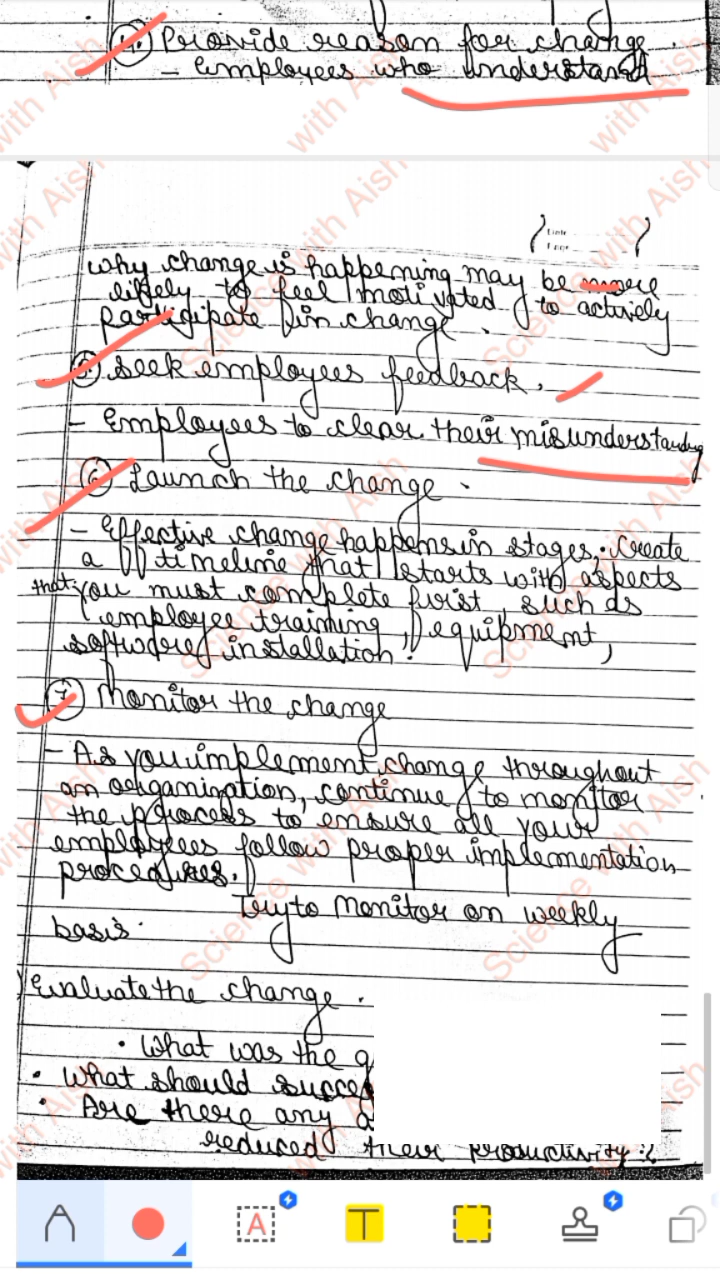 ④ Provide reason for change.
- Employees who understand
why change is happening may be more
likely to feel motivated to actively
participate in change.
⑤ Seek employees feedback.
- Employees to clear their misunderstanding
⑥ Launch the change.
- Effective change happens in stages. Create
a timeline that starts with aspects
that you must complete first, such as
employee training, equipment,
software installation.
⑦ Monitor the change
- As you implement change throughout
an organization, continue to monitor
the process to ensure all your
employees follow proper implementation
procedures.
Try to Monitor on weekly
basis.
Evaluate the change.
• What was the
• What should
• Are there any
reduced their productivity?
Science with Aish
A
T